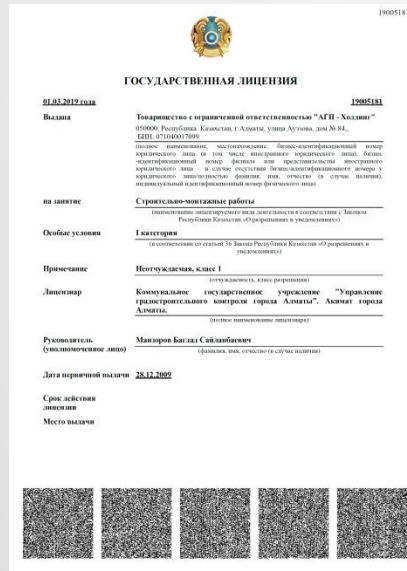 1900518
ГОСУДАРСТВЕННАЯ ЛИЦЕНЗИЯ
01.03.2019 года 19005181
Выдана Товарищество с ограниченной ответственностью "АГП - Холдинг"
050000, Республика Казахстан, г.Алматы, улица Ауэзова, дом № 84.,
БИН: 071040017099
(полное наименование, местонахождение, бизнес-идентификационный номер
юридического лица (в том числе иностранного юридического лица), бизнес
-идентификационный номер филиала или представительства иностранного
юридического лица – в случае отсутствия бизнес-идентификационного номера у
юридического лица/полностью фамилия, имя, отчество (в случае наличия),
индивидуальный идентификационный номер физического лица)
на занятие Строительно-монтажные работы
(наименование лицензируемого вида деятельности в соответствии с Законом
Республики Казахстан «О разрешениях и уведомлениях»)
Особые условия I категория
(в соответствии со статьей 36 Закона Республики Казахстан «О разрешениях и
уведомлениях»)
Примечание Неотчуждаемая, класс 1
(отчуждаемость, класс разрешения)
Лицензиар Коммунальное государственное учреждение "Управление
градостроительного контроля города Алматы". Акимат города
Алматы.
(полное наименование лицензиара)
Руководитель Манзоров Багдад Сайланбаевич
(уполномоченное лицо) (фамилия, имя, отчество (в случае наличия)
Дата первичной выдачи 28.12.2009
Срок действия
лицензии
Место выдачи